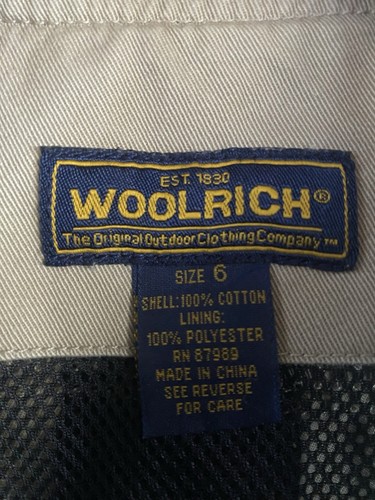 EST. 1830
WOOLRICH®
The Original Outdoor Clothing Company™
SIZE 6
SHELL: 100% COTTON
LINING:
100% POLYESTER
RN 87989
MADE IN CHINA
SEE REVERSE
FOR CARE